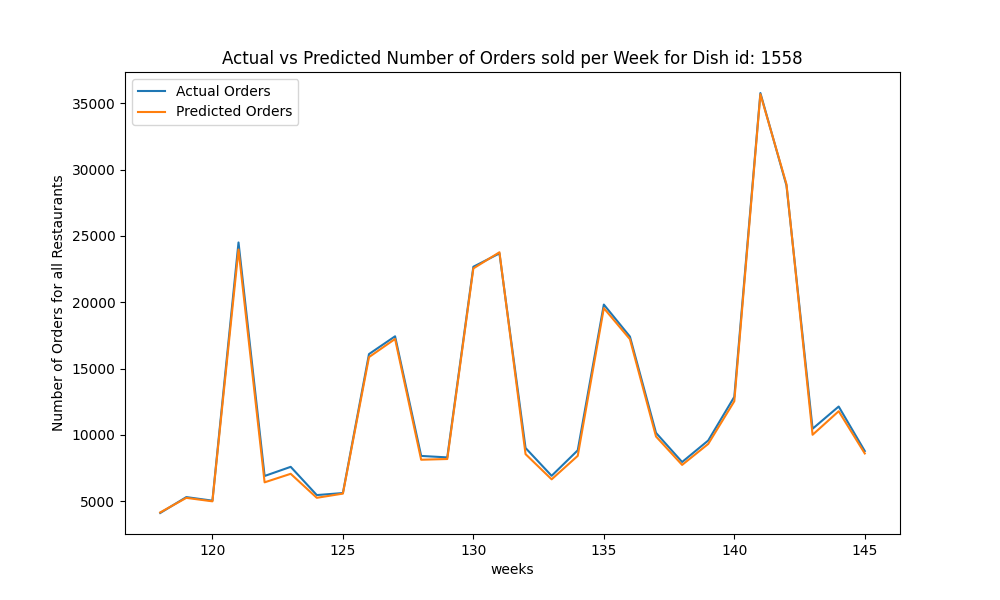 Actual vs Predicted Number of Orders sold per Week for Dish id: 1558
Actual Orders
Predicted Orders
Number of Orders for all Restaurants
35000
30000
25000
20000
15000
10000
5000
120
125
130
135
140
145
weeks